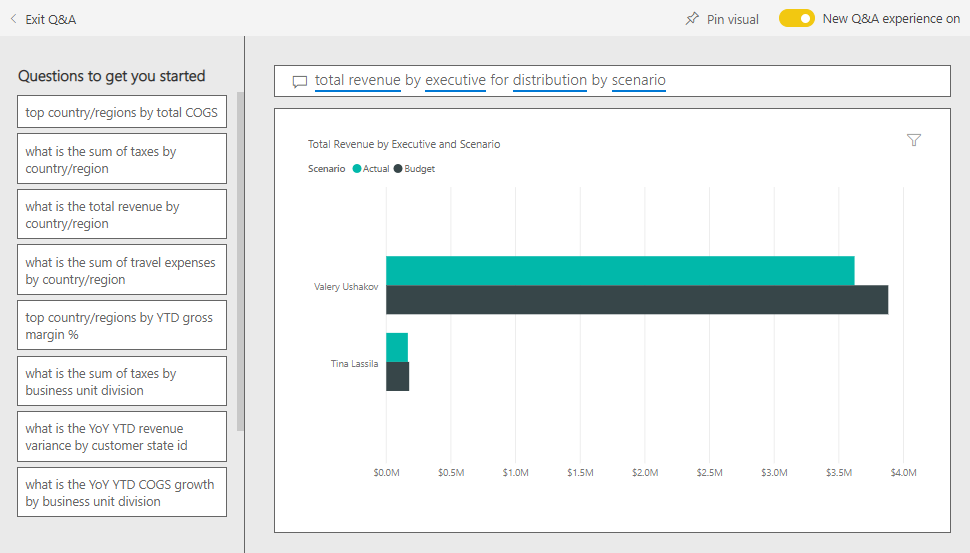 Exit Q&A
Pin visual
New Q&A experience on
Questions to get you started
top country/regions by total COGS
what is the sum of taxes by
country/region
what is the total revenue by
country/region
what is the sum of travel expenses
by country/region
top country/regions by YTD gross
margin %
what is the sum of taxes by
business unit division
what is the YoY YTD revenue
variance by customer state id
what is the YoY YTD COGS growth
by business unit division
total revenue by executive for distribution by scenario
Total Revenue by Executive and Scenario
Scenario Actual Budget
Valery Ushakov
Tina Lassila
$0.0M $0.5M $1.0M $1.5M $2.0M $2.5M $3.0M $3.5M $4.0M